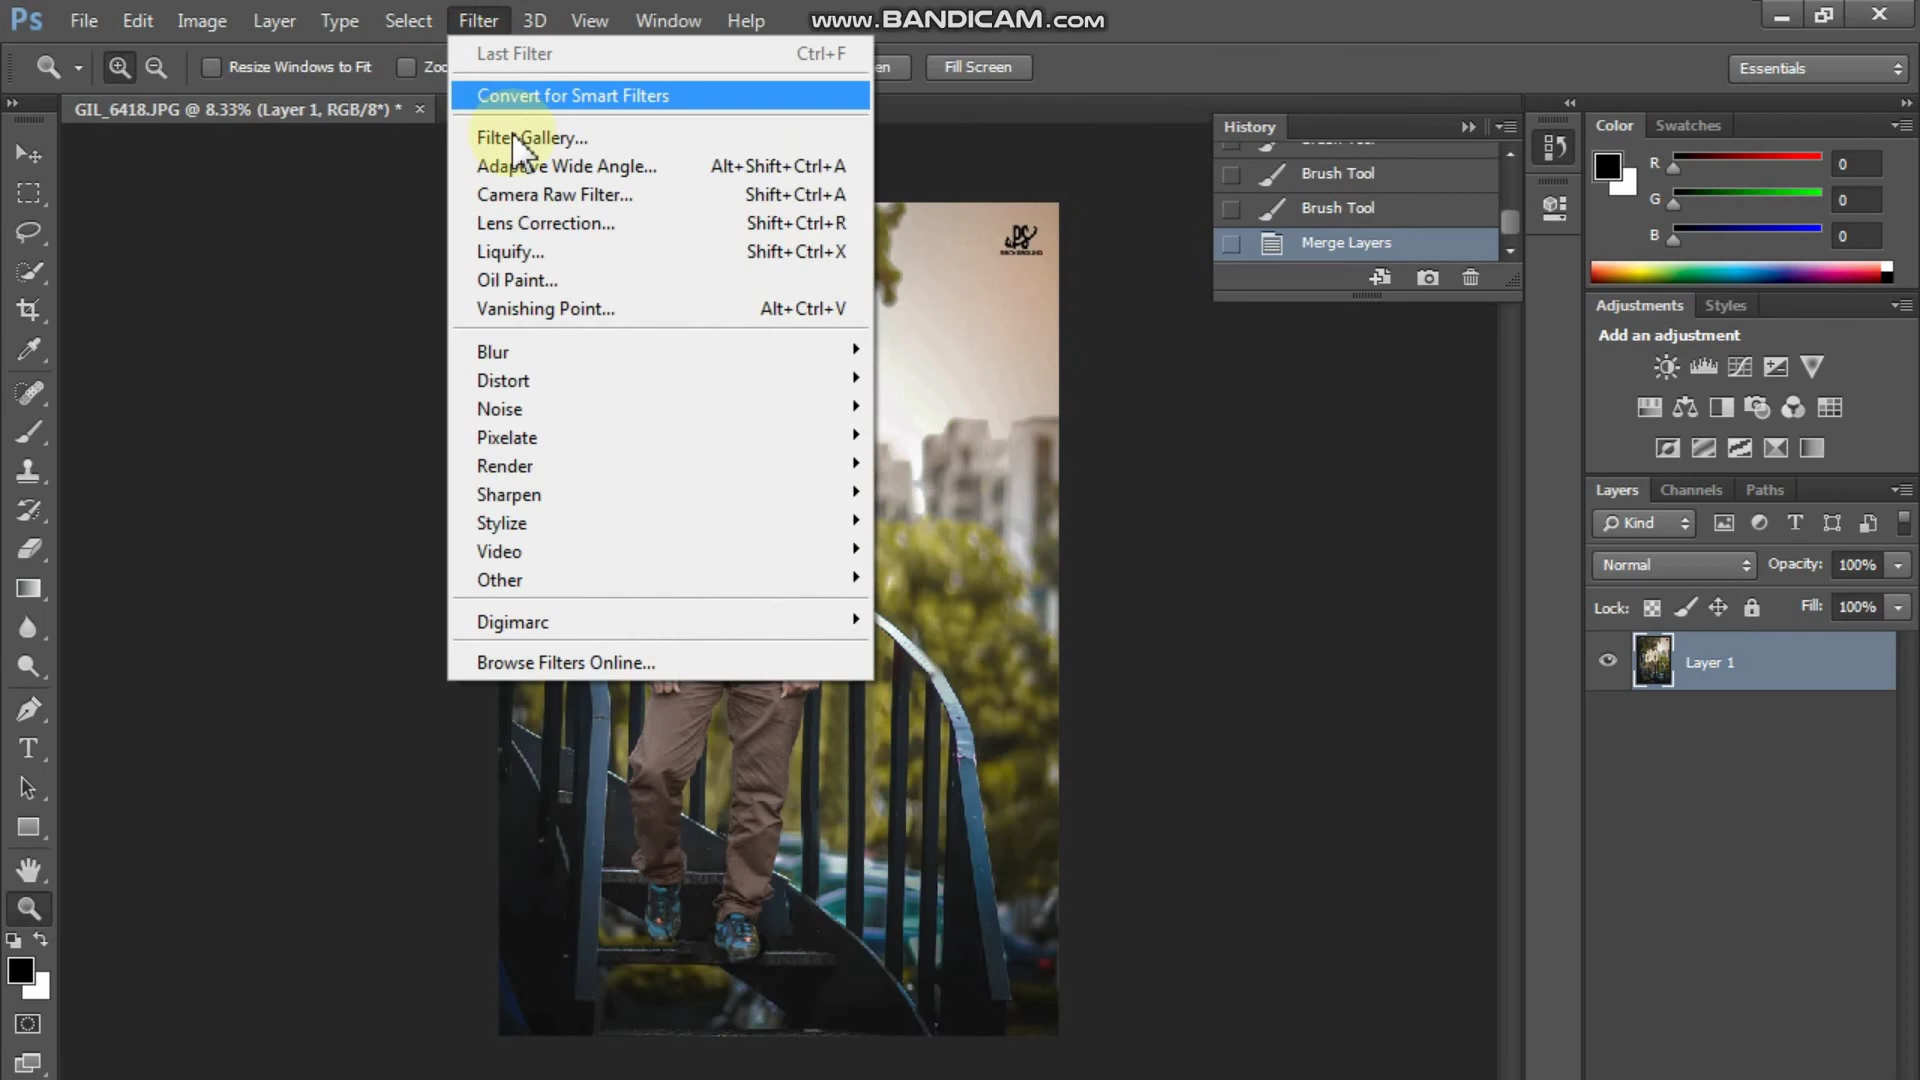 Ps File Edit Image Layer Type Select Filter 3D View Window Help www.BANDICAM.com
Resize Windows to Fit Zoo en Fill Screen Essentials
GIL_6418.JPG @ 8.33% (Layer 1, RGB/8*) * ×
Last Filter Ctrl+F
Convert for Smart Filters
Filter Gallery...
Adaptive Wide Angle... Alt+Shift+Ctrl+A
Camera Raw Filter... Shift+Ctrl+A
Lens Correction... Shift+Ctrl+R
Liquify... Shift+Ctrl+X
Oil Paint...
Vanishing Point... Alt+Ctrl+V
Blur
Distort
Noise
Pixelate
Render
Sharpen
Stylize
Video
Other
Digimarc
Browse Filters Online...
PS
History
Brush Tool
Brush Tool
Merge Layers
Color Swatches
R 0
G 0
B 0
Adjustments Styles
Add an adjustment
Layers Channels Paths
Kind
Normal Opacity: 100%
Lock: Fill: 100%
Layer 1